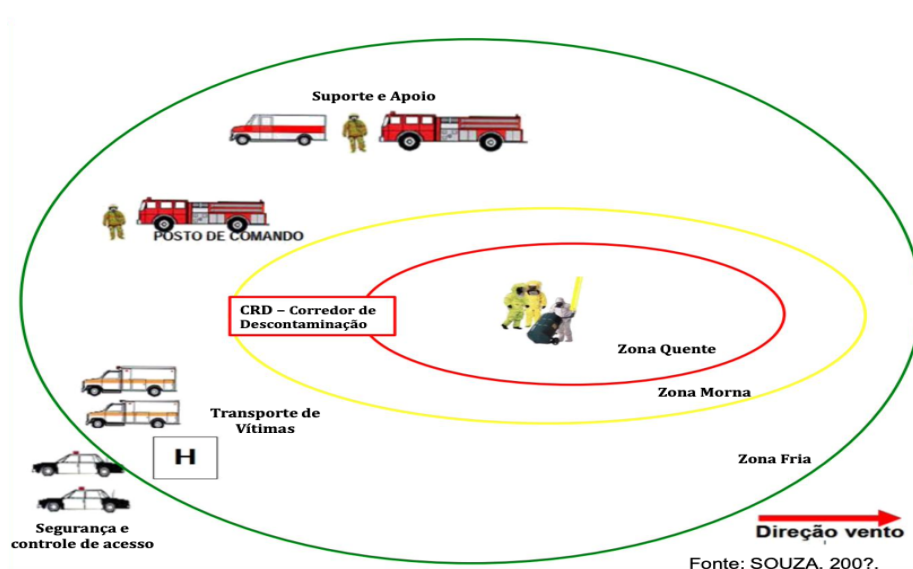 Suporte e Apoio
POSTO DE COMANDO
CRD – Corredor de
Descontaminação
Zona Quente
Zona Morna
Transporte de
Vítimas
H
Zona Fria
Segurança e
controle de acesso
Direção vento
Fonte: SOUZA, 200?.